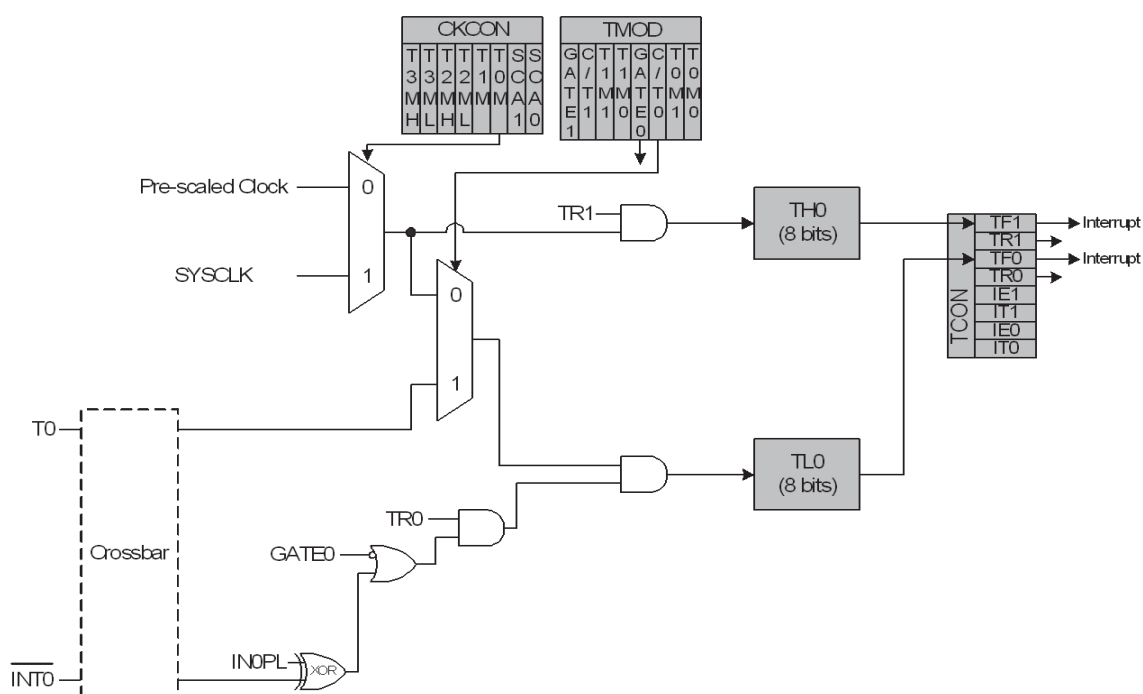 CKCON
T3MH
T3ML
T2MH
T2ML
T1M
T0M
SCA1
SCA0
TMOD
GATE1
C/T1
T1M1
T1M0
GATE0
C/T0
T0M1
T0M0
Pre-scaled Clock
0
SYSCLK
1
TR1
TH0
(8 bits)
TCON
TF1
TR1
TF0
TR0
IE1
IT1
IE0
IT0
Interrupt
Interrupt
0
1
T0
Crossbar
INT0
TL0
(8 bits)
TR0
GATE0
IN0PL
XOR